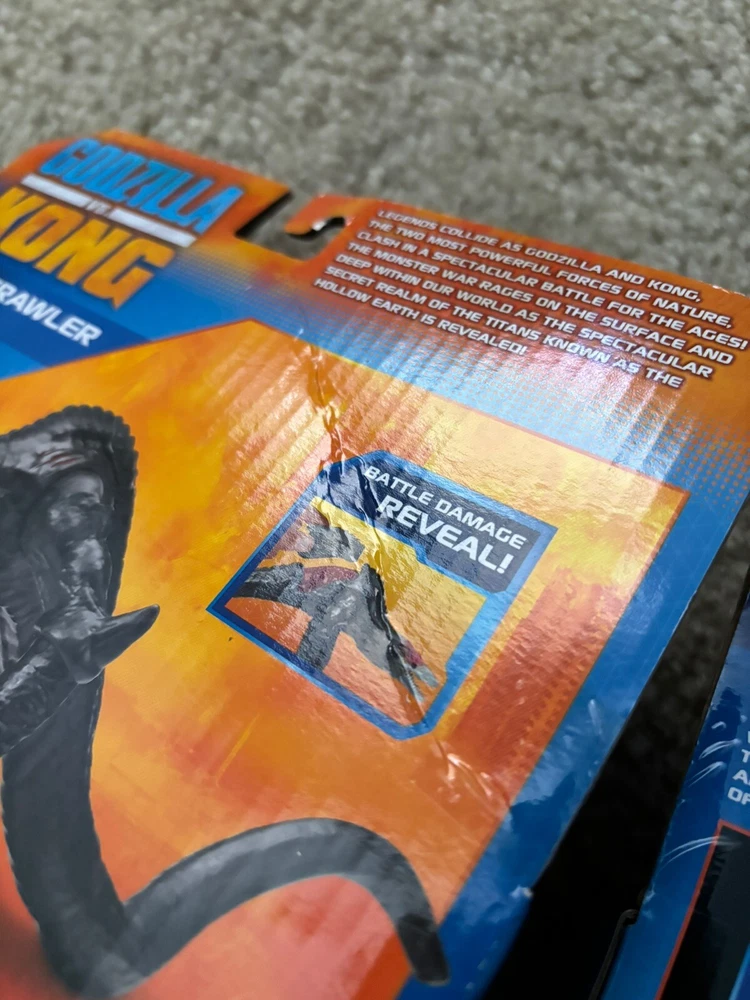 GODZILLA
VS.
KONG
RAWLER
LEGENDS COLLIDE AS GODZILLA AND KONG,
THE TWO MOST POWERFUL FORCES OF NATURE,
CLASH IN A SPECTACULAR BATTLE FOR THE AGES!
THE MONSTER WAR RAGES ON THE SURFACE AND
DEEP WITHIN OUR WORLD AS THE SPECTACULAR
SECRET REALM OF THE TITANS KNOWN AS THE
HOLLOW EARTH IS REVEALED!
BATTLE DAMAGE
REVEAL!